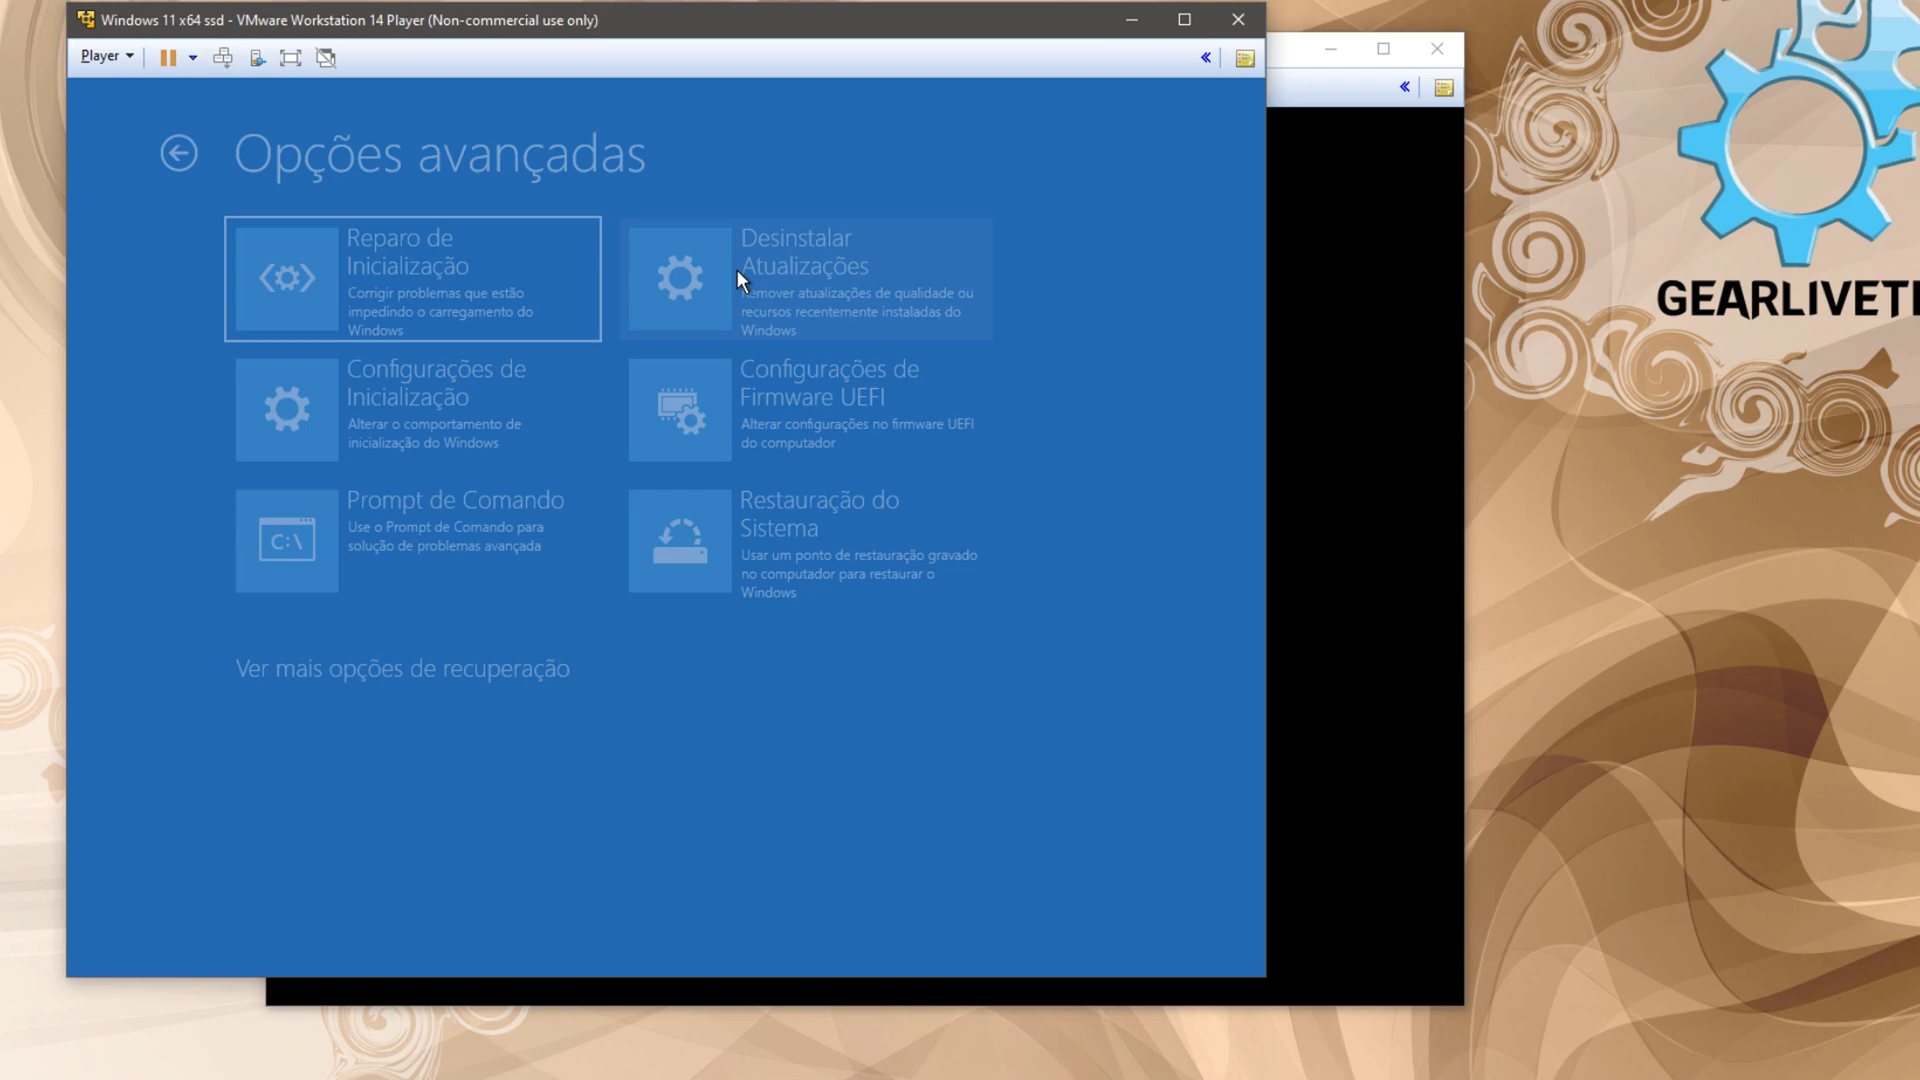 Windows 11 x64 ssd - VMware Workstation 14 Player (Non-commercial use only)
Player
Opções avançadas
Reparo de
Inicialização
Corrigir problemas que estão
impedindo o carregamento do
Windows
Desinstalar
Atualizações
Remover atualizações de qualidade ou
recursos recentemente instaladas do
Windows
Configurações de
Inicialização
Alterar o comportamento de
inicialização do Windows
Configurações de
Firmware UEFI
Alterar configurações no firmware UEFI
do computador
C:\
Prompt de Comando
Use o Prompt de Comando para
solução de problemas avançada
Restauração do
Sistema
Usar um ponto de restauração gravado
no computador para restaurar o
Windows
Ver mais opções de recuperação